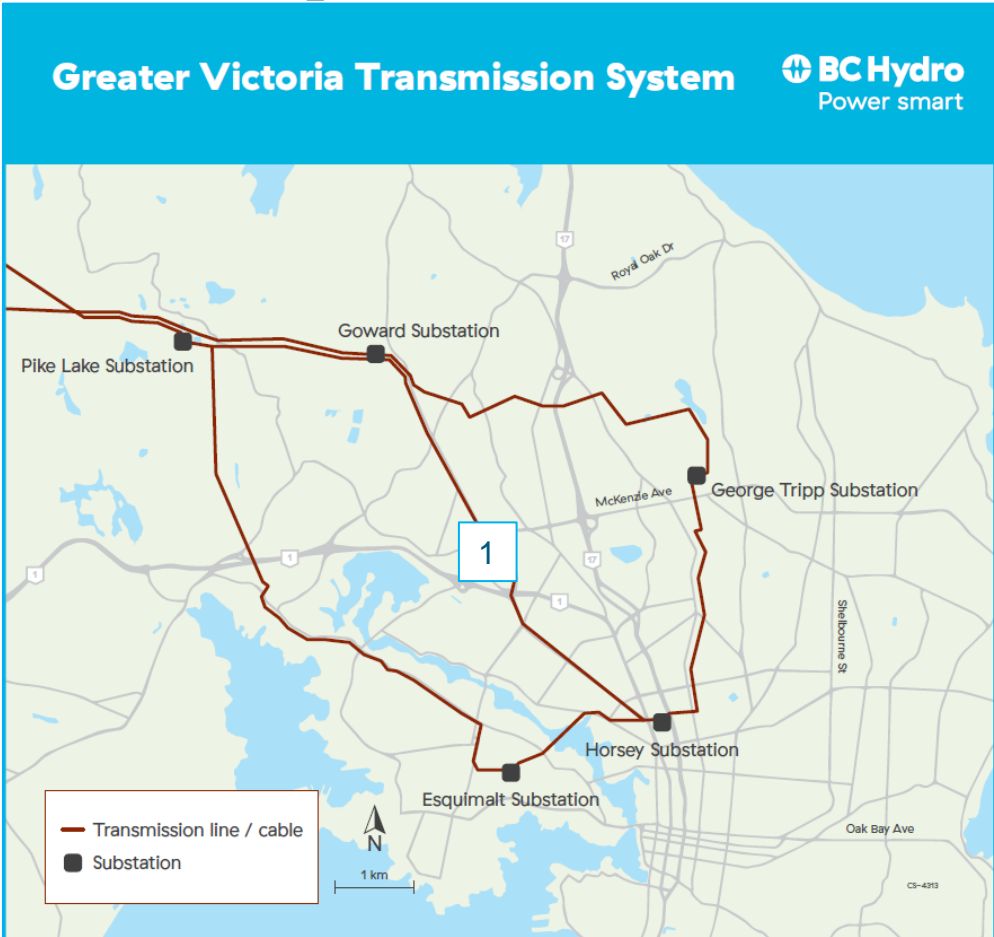 Greater Victoria Transmission System
BC Hydro
Power smart
17
Royal Oak Dr
Goward Substation
Pike Lake Substation
McKenzie Ave
George Tripp Substation
1
1
1
17
1
Shelbourne St
Horsey Substation
Esquimalt Substation
Transmission line / cable
Substation
N
1 km
Oak Bay Ave
CS-4313